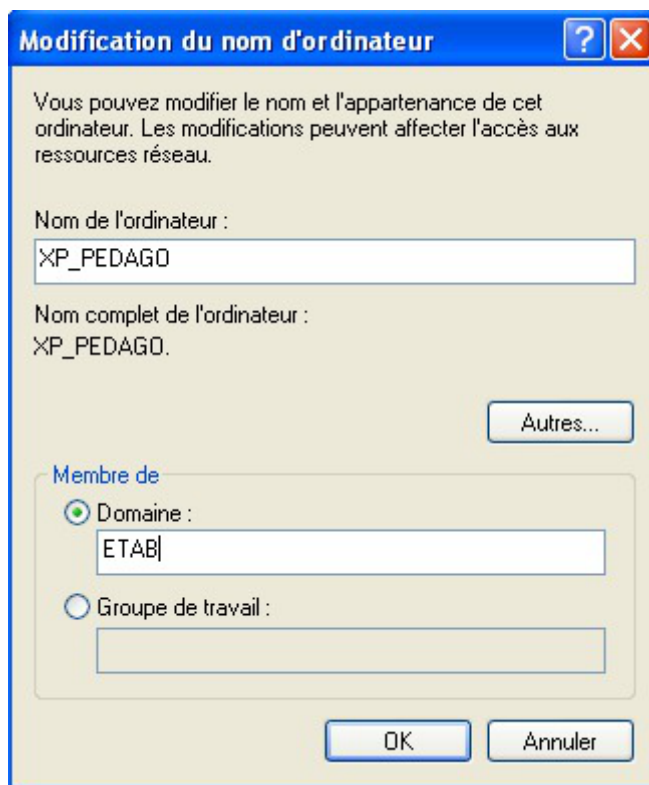 Modification du nom d'ordinateur
Vous pouvez modifier le nom et l'appartenance de cet
ordinateur. Les modifications peuvent affecter l'accès aux
ressources réseau.
Nom de l'ordinateur :
XP_PEDAGO
Nom complet de l'ordinateur :
XP_PEDAGO.
Autres...
Membre de
Domaine :
ETAB
Groupe de travail :
OK Annuler